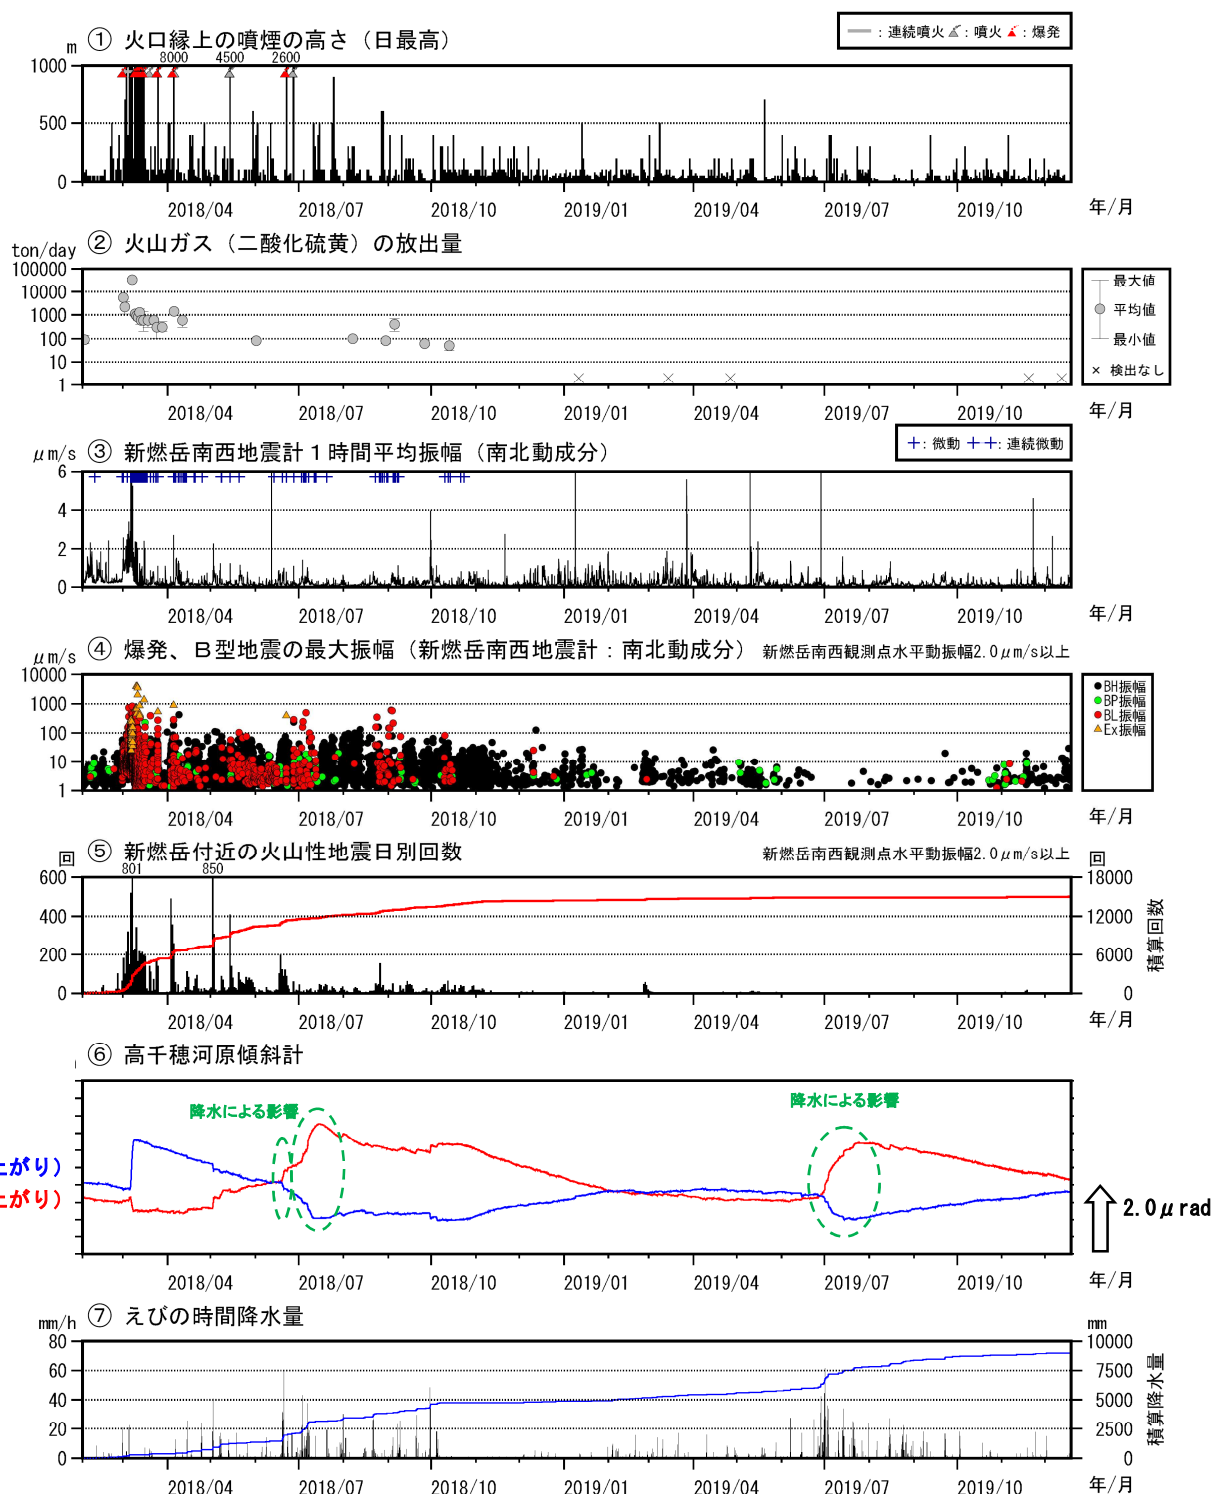 ① 火口縁上の噴煙の高さ（日最高）
m
━ : 連続噴火 : 噴火 : 爆発
8000 4500 2600
1000
500
0
2018/04 2018/07 2018/10 2019/01 2019/04 2019/07 2019/10 年/月
② 火山ガス（二酸化硫黄）の放出量
ton/day
100000
10000
1000
100
10
1
最大値
平均値
最小値
× 検出なし
2018/04 2018/07 2018/10 2019/01 2019/04 2019/07 2019/10 年/月
③ 新燃岳南西地震計１時間平均振幅（南北動成分）
μm/s
+: 微動 ++: 連続微動
6
4
2
0
2018/04 2018/07 2018/10 2019/01 2019/04 2019/07 2019/10 年/月
④ 爆発、Ｂ型地震の最大振幅（新燃岳南西地震計：南北動成分） 新燃岳南西観測点水平動振幅2.0μm/s以上
μm/s
10000
1000
100
10
1
BH振幅
BP振幅
BL振幅
Ex振幅
2018/04 2018/07 2018/10 2019/01 2019/04 2019/07 2019/10 年/月
⑤ 新燃岳付近の火山性地震日別回数 新燃岳南西観測点水平動振幅2.0μm/s以上
回 回
801 850
600 18000
400 12000
200 6000
0 0
積算回数
2018/04 2018/07 2018/10 2019/01 2019/04 2019/07 2019/10 年/月
⑥ 高千穂河原傾斜計
降水による影響 降水による影響
上がり）
上がり）
2.0μrad
2018/04 2018/07 2018/10 2019/01 2019/04 2019/07 2019/10 年/月
⑦ えびの時間降水量
mm/h mm
80 10000
60 7500
40 5000
20 2500
0 0
積算降水量
2018/04 2018/07 2018/10 2019/01 2019/04 2019/07 2019/10 年/月